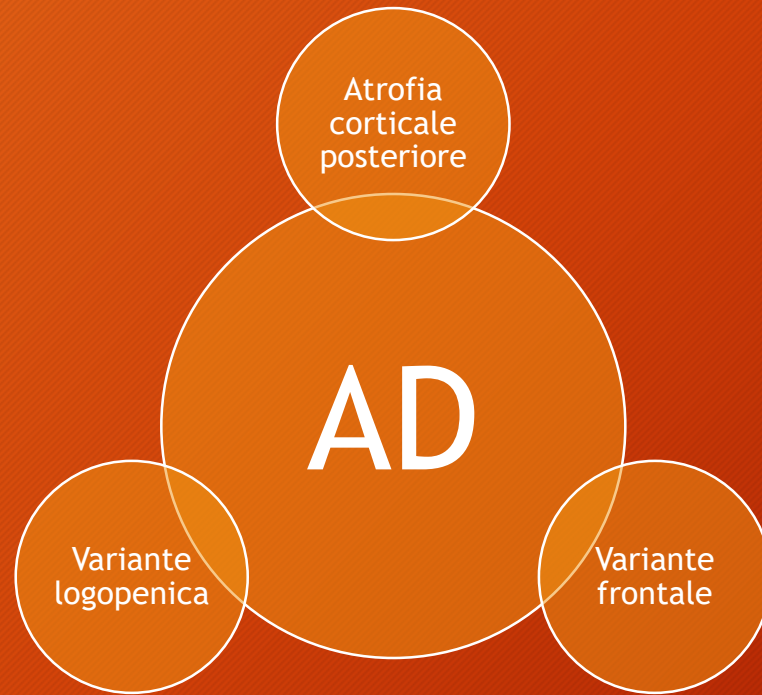 Atrofia
corticale
posteriore
AD
Variante
logopenica
Variante
frontale